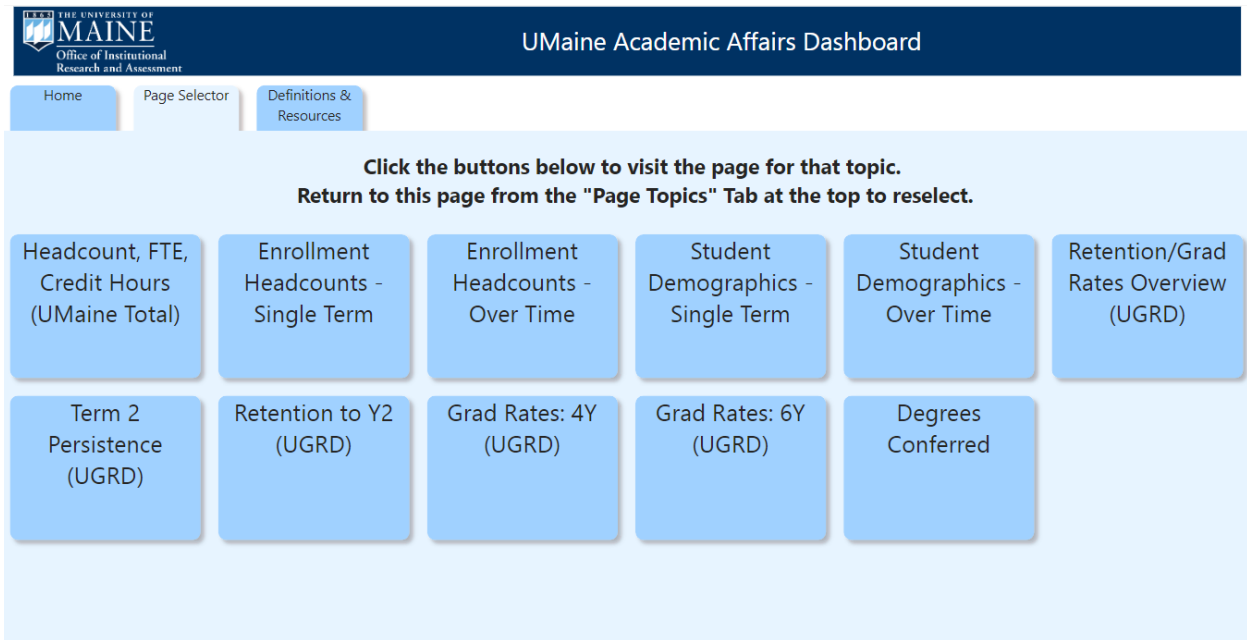 1865 THE UNIVERSITY OF
MAINE
Office of Institutional
Research and Assessment
UMaine Academic Affairs Dashboard
Home
Page Selector
Definitions &
Resources
Click the buttons below to visit the page for that topic.
Return to this page from the "Page Topics" Tab at the top to reselect.
Headcount, FTE,
Credit Hours
(UMaine Total)
Enrollment
Headcounts -
Single Term
Enrollment
Headcounts -
Over Time
Student
Demographics -
Single Term
Student
Demographics -
Over Time
Retention/Grad
Rates Overview
(UGRD)
Term 2
Persistence
(UGRD)
Retention to Y2
(UGRD)
Grad Rates: 4Y
(UGRD)
Grad Rates: 6Y
(UGRD)
Degrees
Conferred